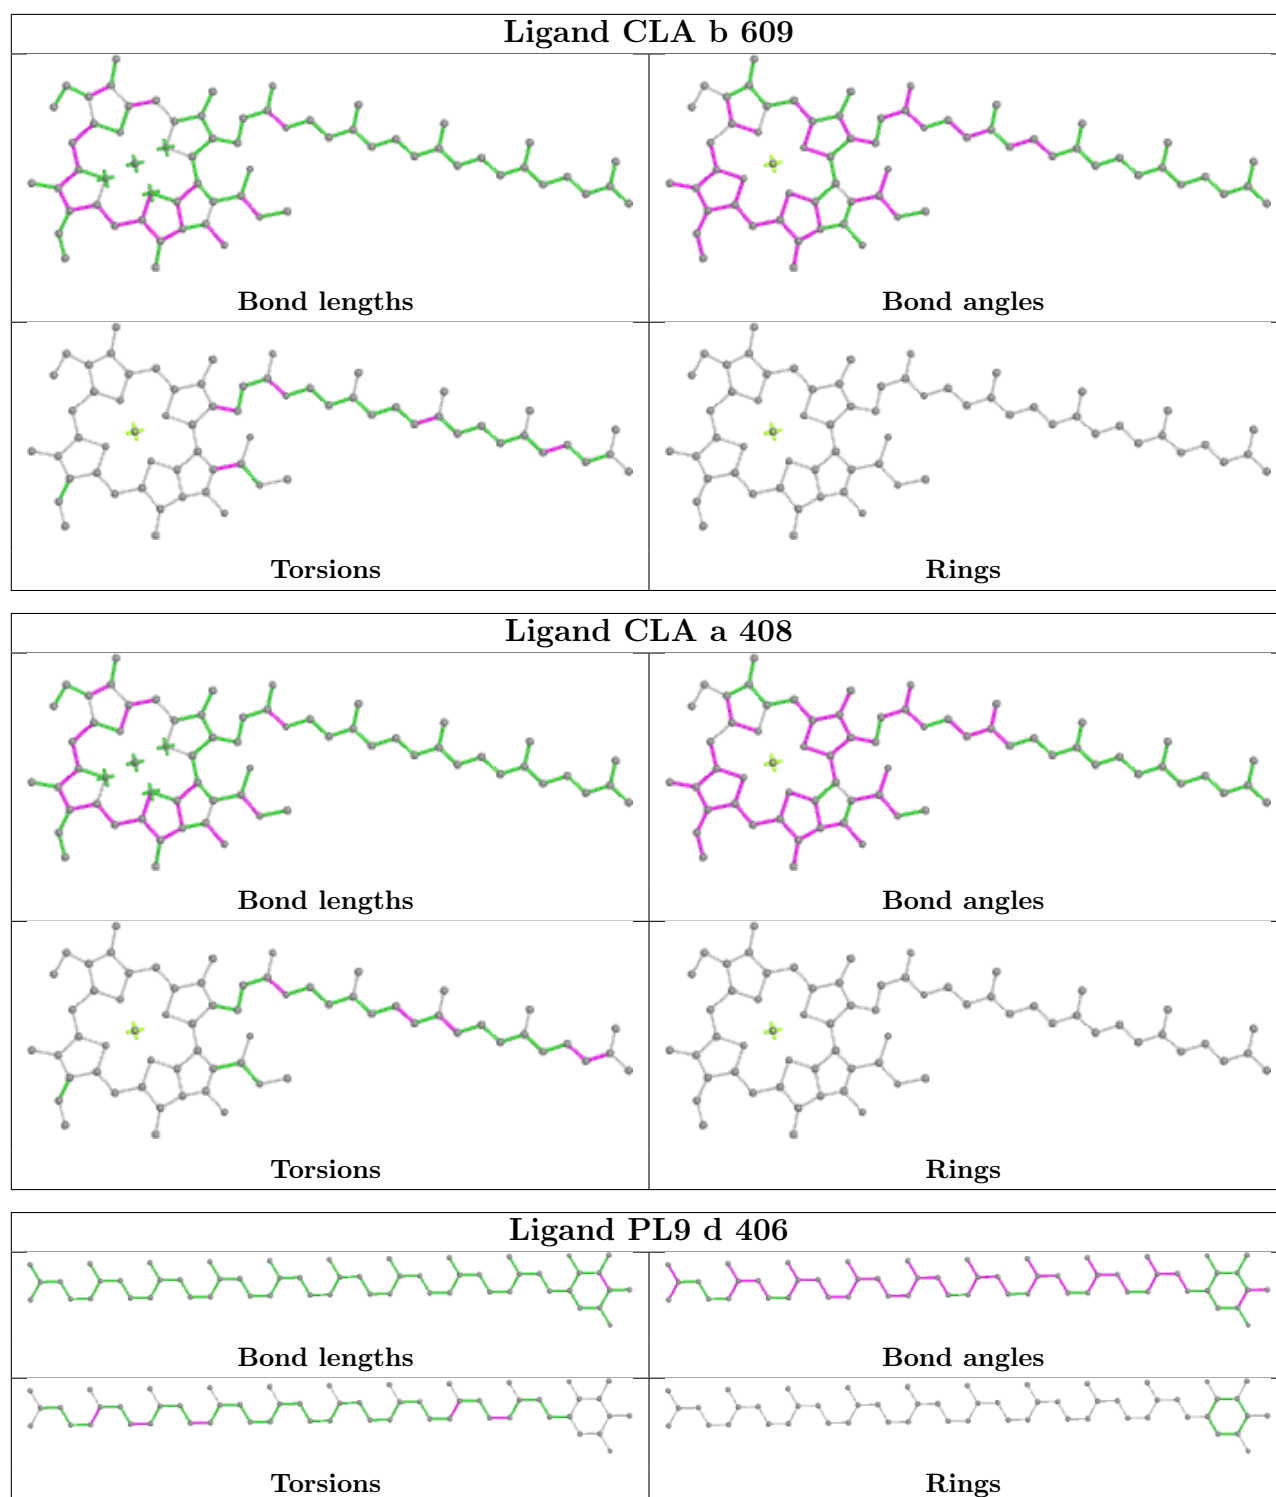 Ligand CLA b 609
Bond lengths
Bond angles
Torsions
Rings
Ligand CLA a 408
Bond lengths
Bond angles
Torsions
Rings
Ligand PL9 d 406
Bond lengths
Bond angles
Torsions
Rings